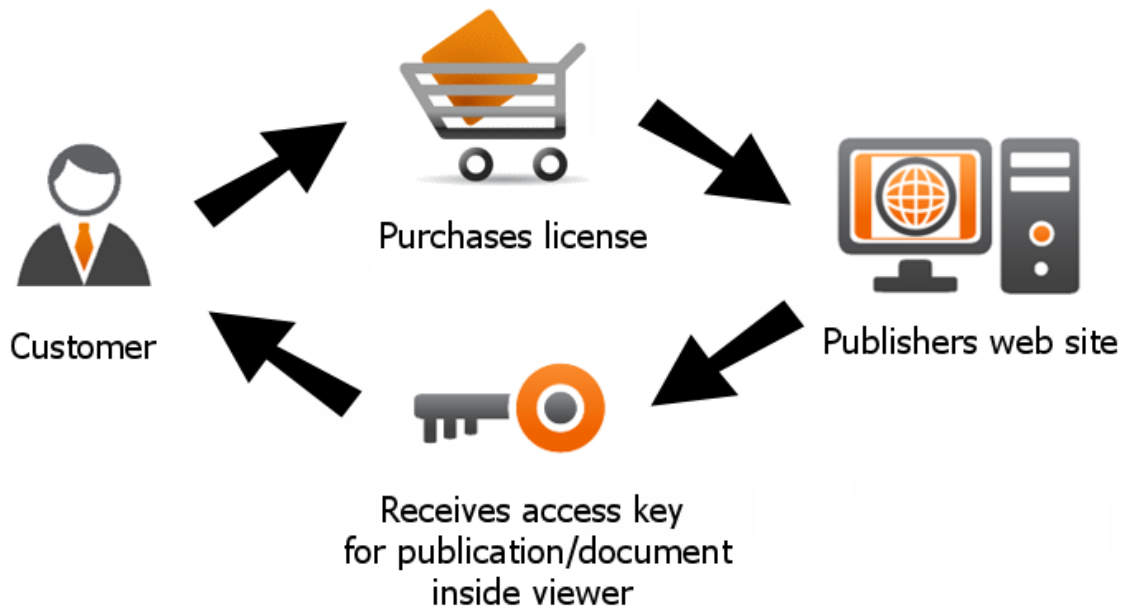 Purchases license
Customer
Publishers web site
Receives access key
for publication/document
inside viewer